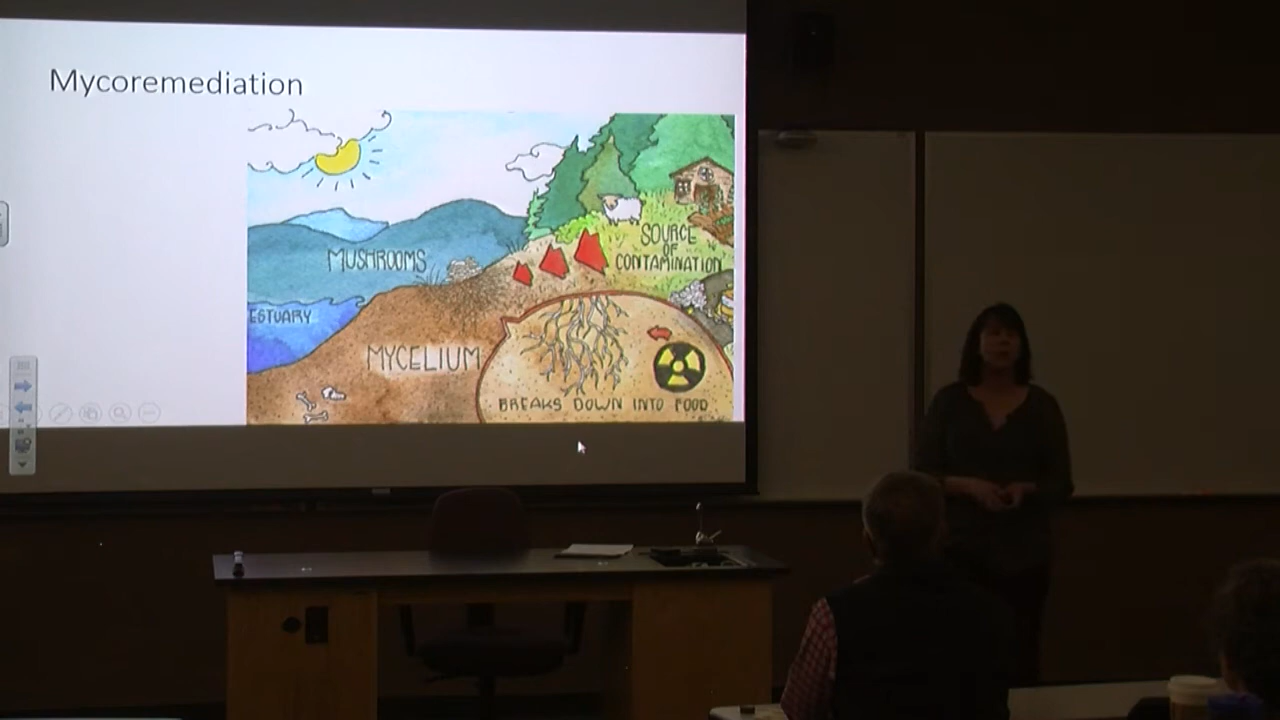 Mycoremediation
MUSHROOMS
SOURCE
OF
CONTAMINATION
ESTUARY
MYCELIUM
BREAKS DOWN INTO FOOD